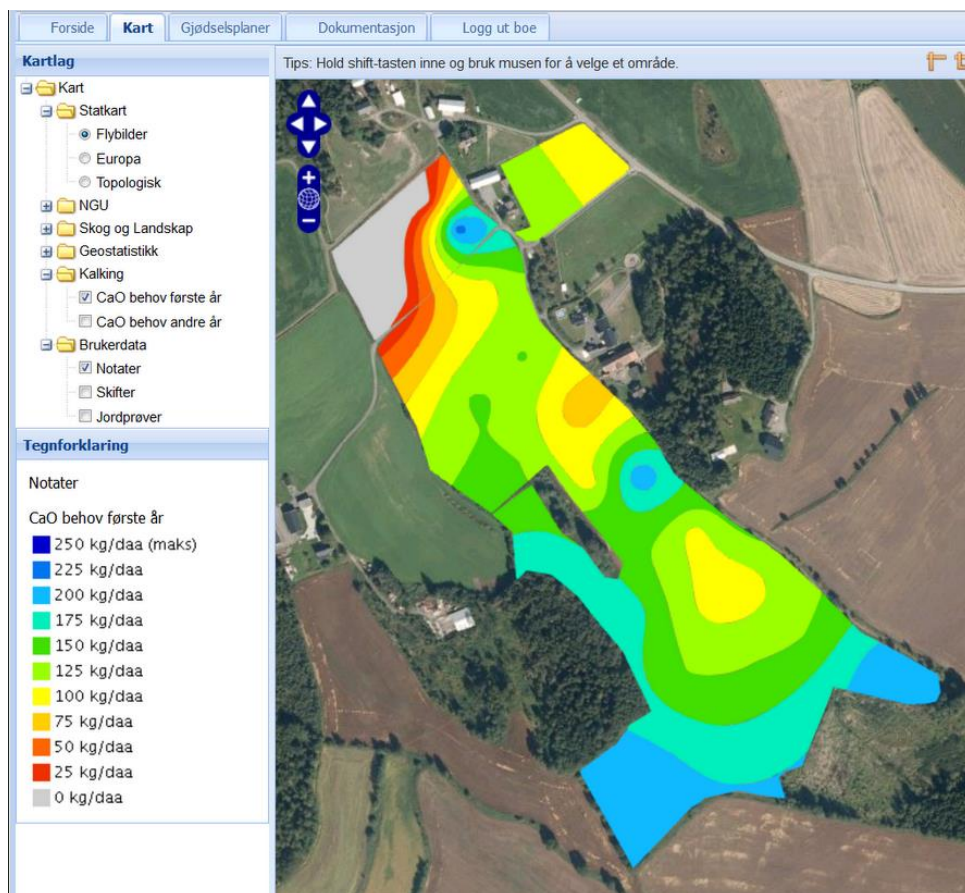 Forside
Kart
Gjødselsplaner
Dokumentasjon
Logg ut boe
Kartlag
Kart
Statkart
Flybilder
Europa
Topologisk
NGU
Skog og Landskap
Geostatistikk
Kalking
CaO behov første år
CaO behov andre år
Brukerdata
Notater
Skifter
Jordprøver
Tegnforklaring
Notater
CaO behov første år
250 kg/daa (maks)
225 kg/daa
200 kg/daa
175 kg/daa
150 kg/daa
125 kg/daa
100 kg/daa
75 kg/daa
50 kg/daa
25 kg/daa
0 kg/daa
Tips: Hold shift-tasten inne og bruk musen for å velge et område.